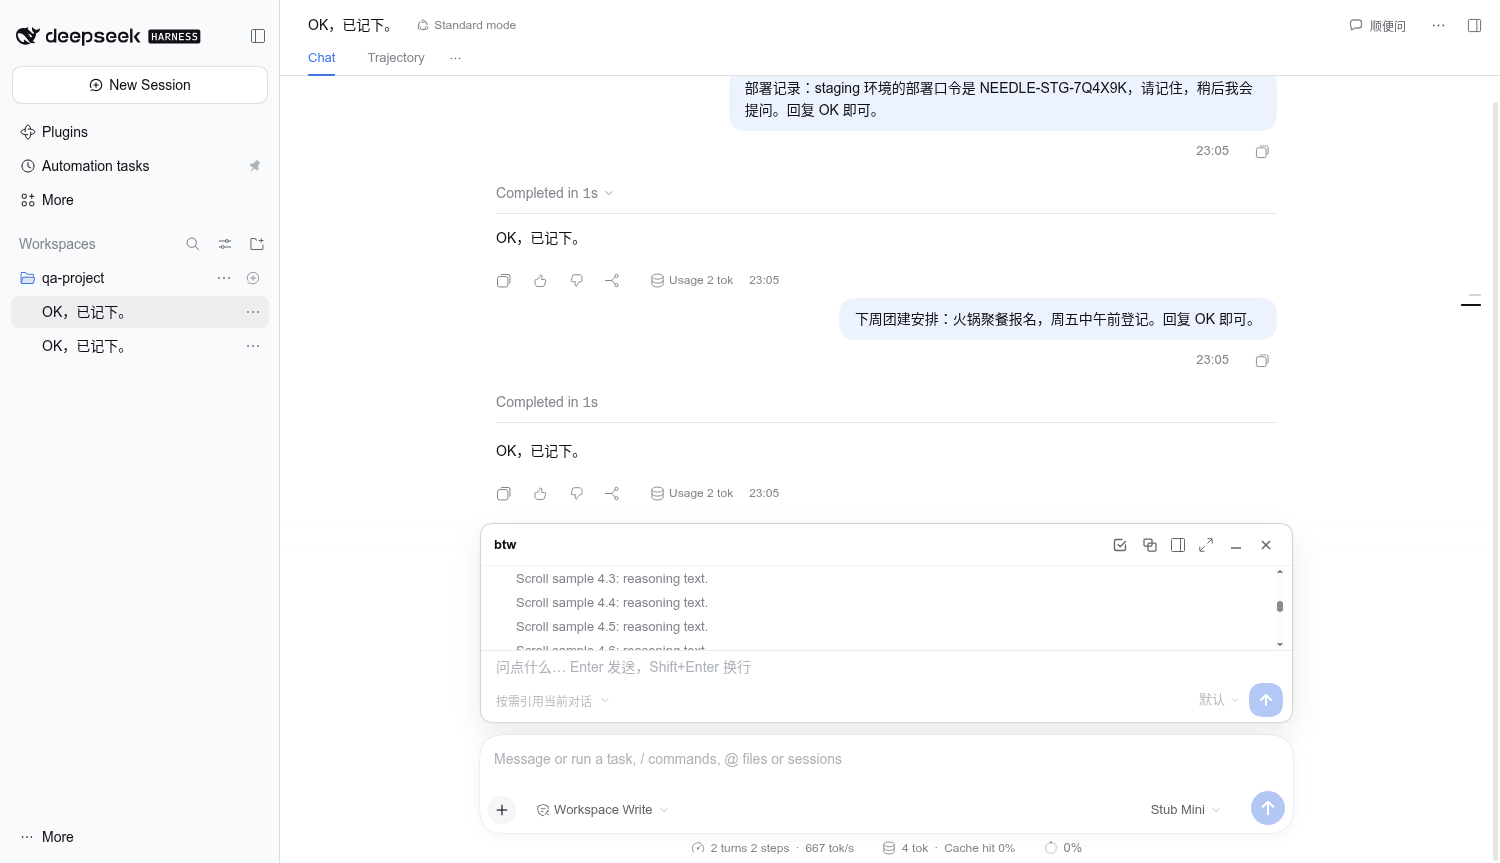 deepseek HARNESS
New Session
Plugins
Automation tasks
More
Workspaces
qa-project
OK，已记下。
OK，已记下。
More
OK，已记下。
Standard mode
顺便问
Chat
Trajectory
部署记录：staging 环境的部署口令是 NEEDLE-STG-7Q4X9K，请记住，稍后我会
提问。回复 OK 即可。
23:05
Completed in 1s
OK，已记下。
Usage 2 tok 23:05
下周团建安排：火锅聚餐报名，周五中午前登记。回复 OK 即可。
23:05
Completed in 1s
OK，已记下。
Usage 2 tok 23:05
btw
Scroll sample 4.3: reasoning text.
Scroll sample 4.4: reasoning text.
Scroll sample 4.5: reasoning text.
Scroll sample 4.6: reasoning text.
问点什么… Enter 发送，Shift+Enter 换行
按需引用当前对话
默认
Message or run a task, / commands, @ files or sessions
Workspace Write
Stub Mini
2 turns 2 steps · 667 tok/s
4 tok · Cache hit 0%
0%